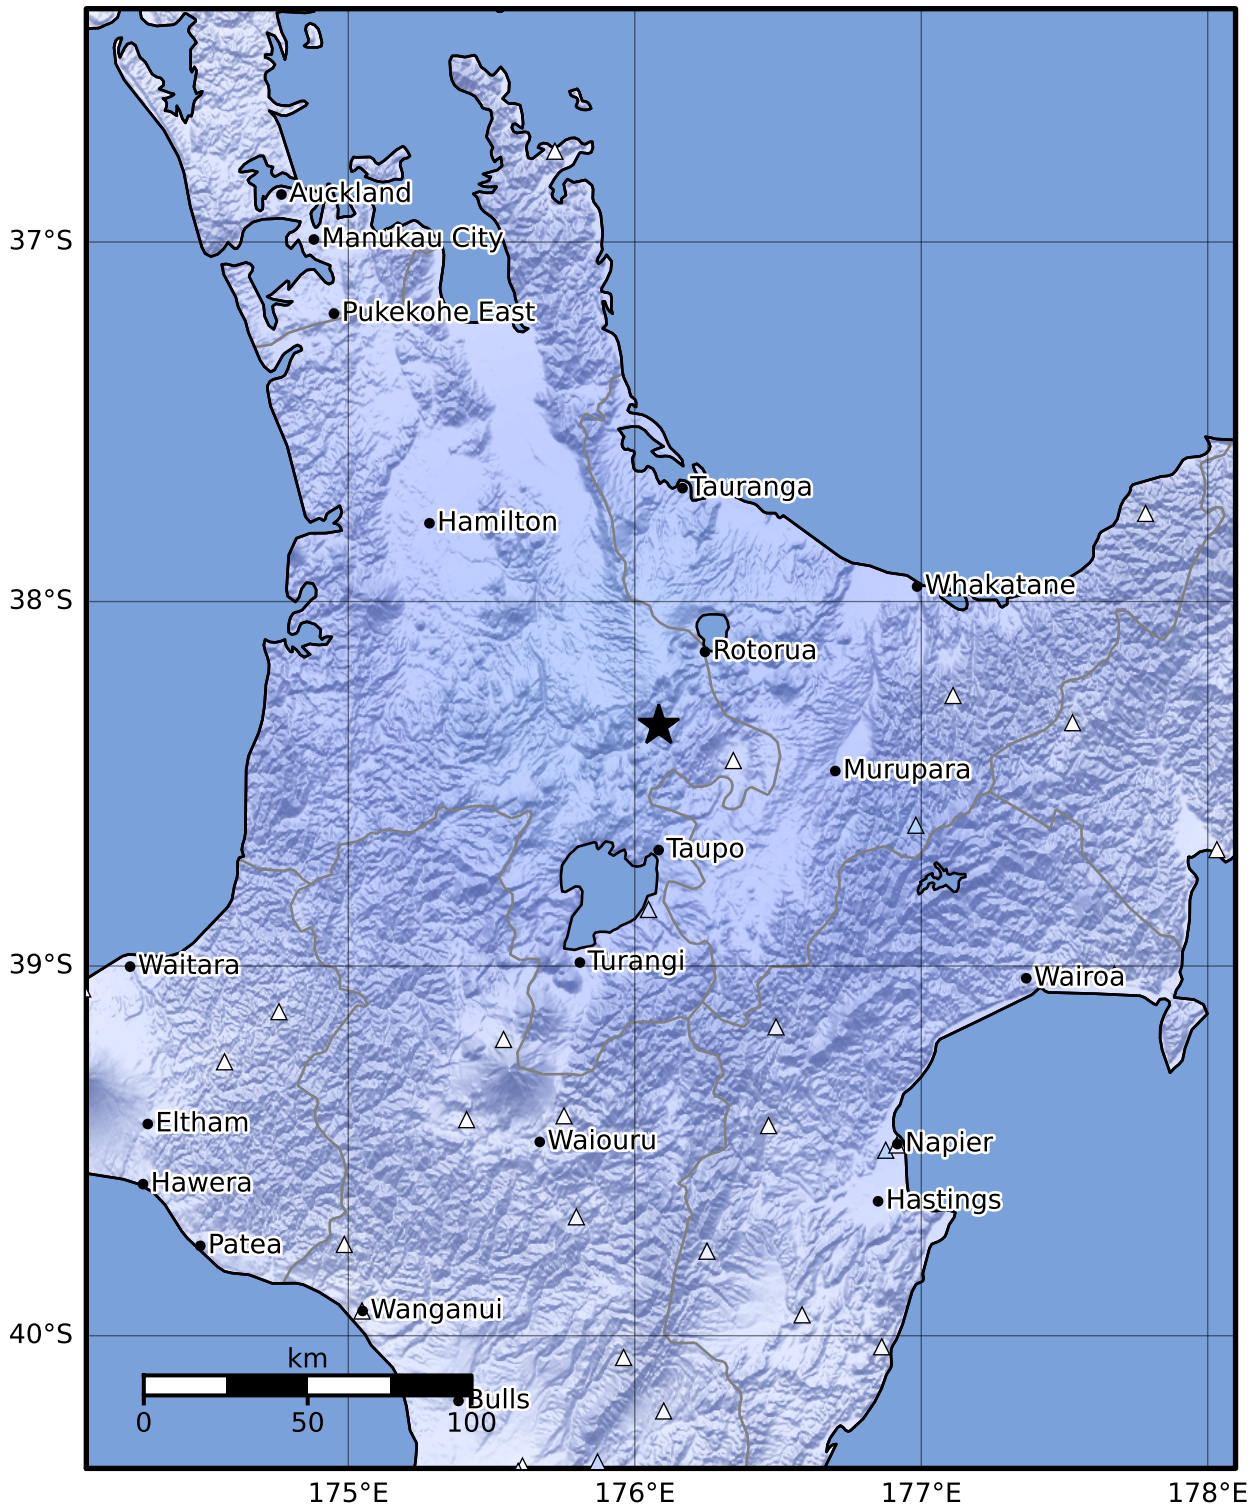 Auckland
37°S
Manukau City
Pukekohe East
Tauranga
Hamilton
Whakatane
38°S
Rotorua
Murupara
Taupo
Turangi
39°S
Waitara
Wairoa
Eltham
Waiouru
Napier
Hawera
Hastings
Patea
Wanganui
40°S
km
Bulls
0 50 100
175°E 176°E 177°E 178°E